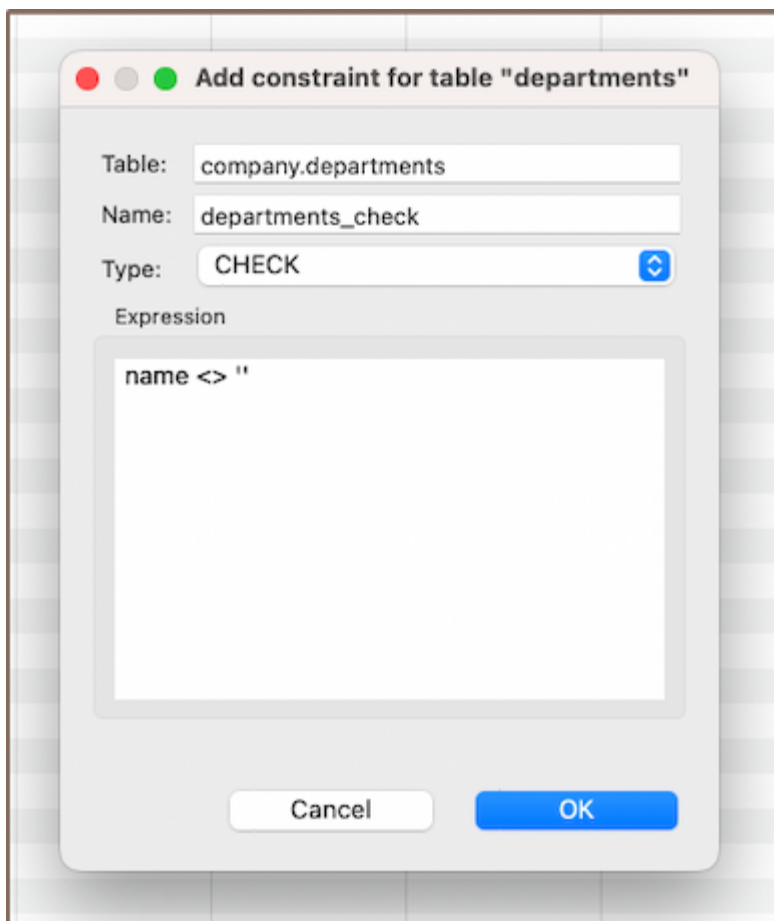 Add constraint for table "departments"
Table: company.departments
Name: departments_check
Type: CHECK
Expression
name <> ''
Cancel OK